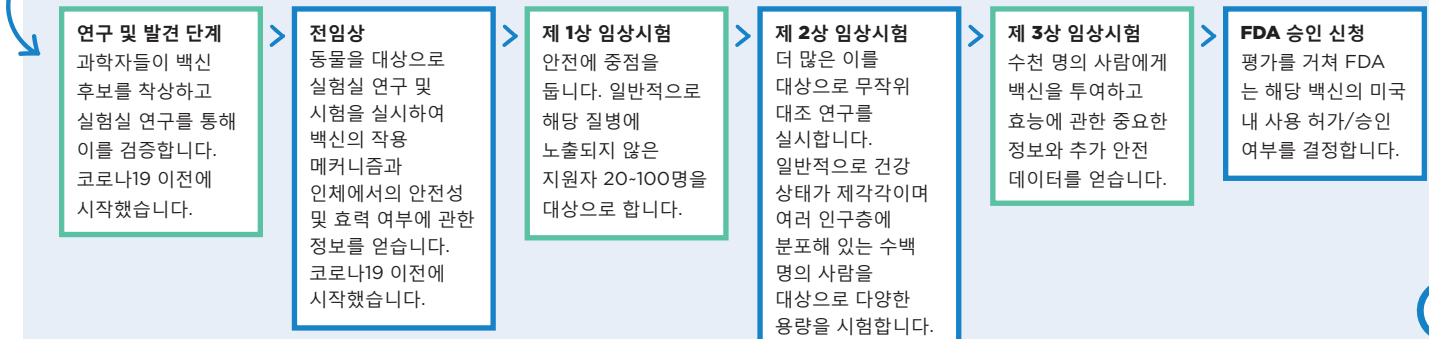 연구 및 발견 단계
과학자들이 백신
후보를 착상하고
실험실 연구를 통해
이를 검증합니다.
코로나19 이전에
시작했습니다.
전임상
동물을 대상으로
실험실 연구 및
시험을 실시하여
백신의 작용
메커니즘과
인체에서의 안전성
및 효력 여부에 관한
정보를 얻습니다.
코로나19 이전에
시작했습니다.
제 1상 임상시험
안전에 중점을
둡니다. 일반적으로
해당 질병에
노출되지 않은
지원자 20~100명을
대상으로 합니다.
제 2상 임상시험
더 많은 이를
대상으로 무작위
대조 연구를
실시합니다.
일반적으로 건강
상태가 제각각이며
여러 인구층에
분포해 있는 수백
명의 사람을
대상으로 다양한
용량을 시험합니다.
제 3상 임상시험
수천 명의 사람에게
백신을 투여하고
효능에 관한 중요한
정보와 추가 안전
데이터를 얻습니다.
FDA 승인 신청
평가를 거쳐 FDA
는 해당 백신의 미국
내 사용 허가/승인
여부를 결정합니다.